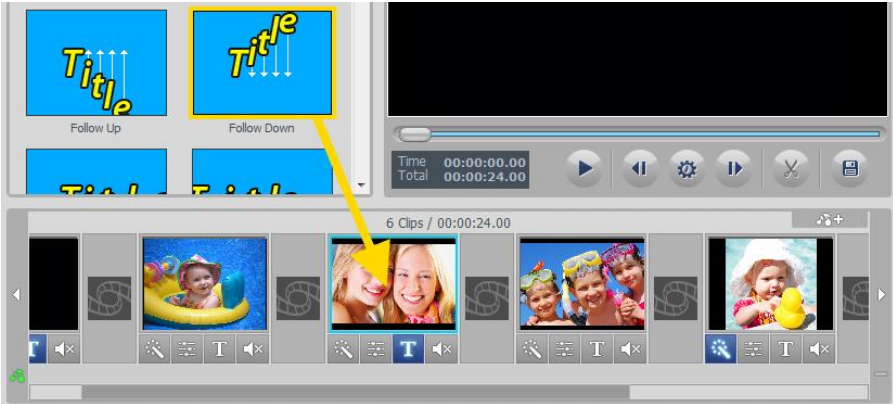 Title
Title
Follow Up
Follow Down
Time 00:00:00.00
Total 00:00:24.00
6 Clips / 00:00:24.00
T
T
T
T
T